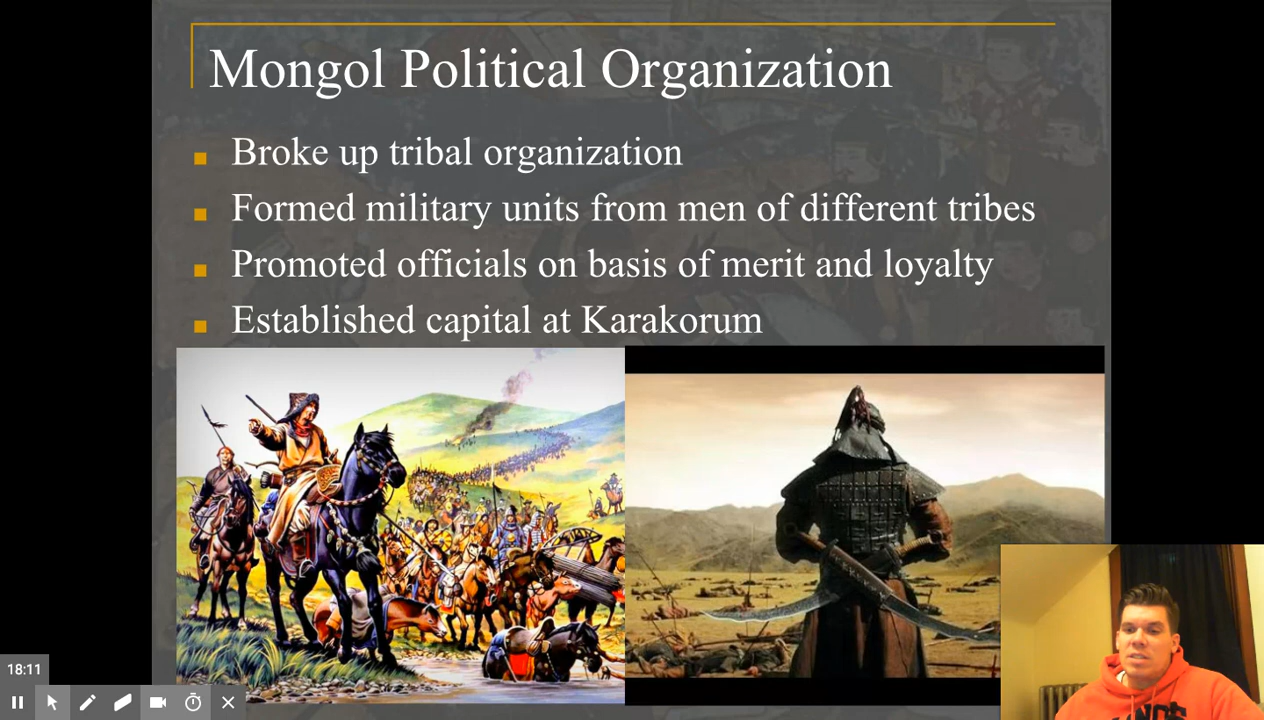 Mongol Political Organization
Broke up tribal organization
Formed military units from men of different tribes
Promoted officials on basis of merit and loyalty
Established capital at Karakorum
18:11